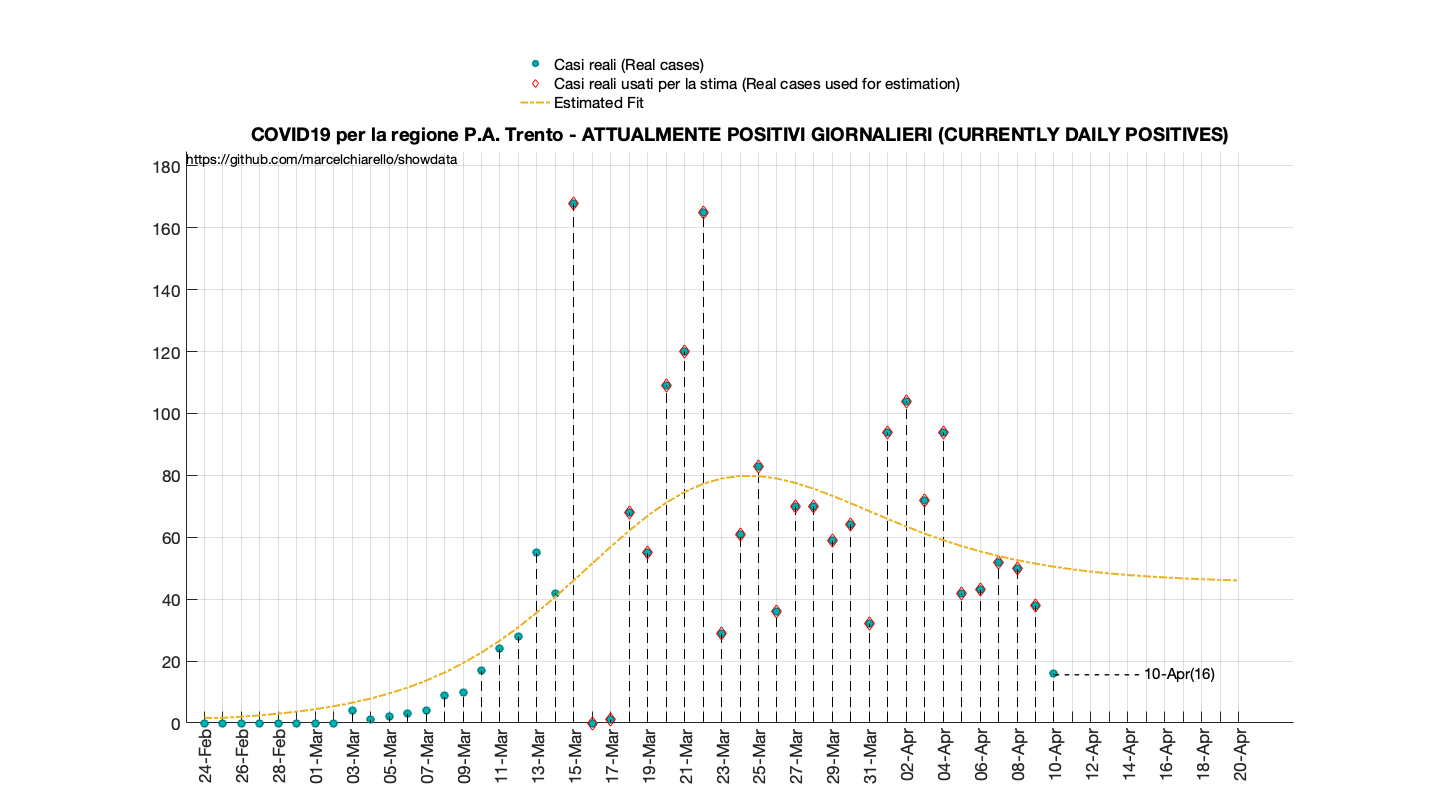 Casi reali (Real cases)
Casi reali usati per la stima (Real cases used for estimation)
Estimated Fit
COVID19 per la regione P.A. Trento - ATTUALMENTE POSITIVI GIORNALIERI (CURRENTLY DAILY POSITIVES)
https://github.com/marcelchiarello/showdata
180
160
140
120
100
80
60
40
20
0
10-Apr(16)
24-Feb
26-Feb
28-Feb
01-Mar
03-Mar
05-Mar
07-Mar
09-Mar
11-Mar
13-Mar
15-Mar
17-Mar
19-Mar
21-Mar
23-Mar
25-Mar
27-Mar
29-Mar
31-Mar
02-Apr
04-Apr
06-Apr
08-Apr
10-Apr
12-Apr
14-Apr
16-Apr
18-Apr
20-Apr